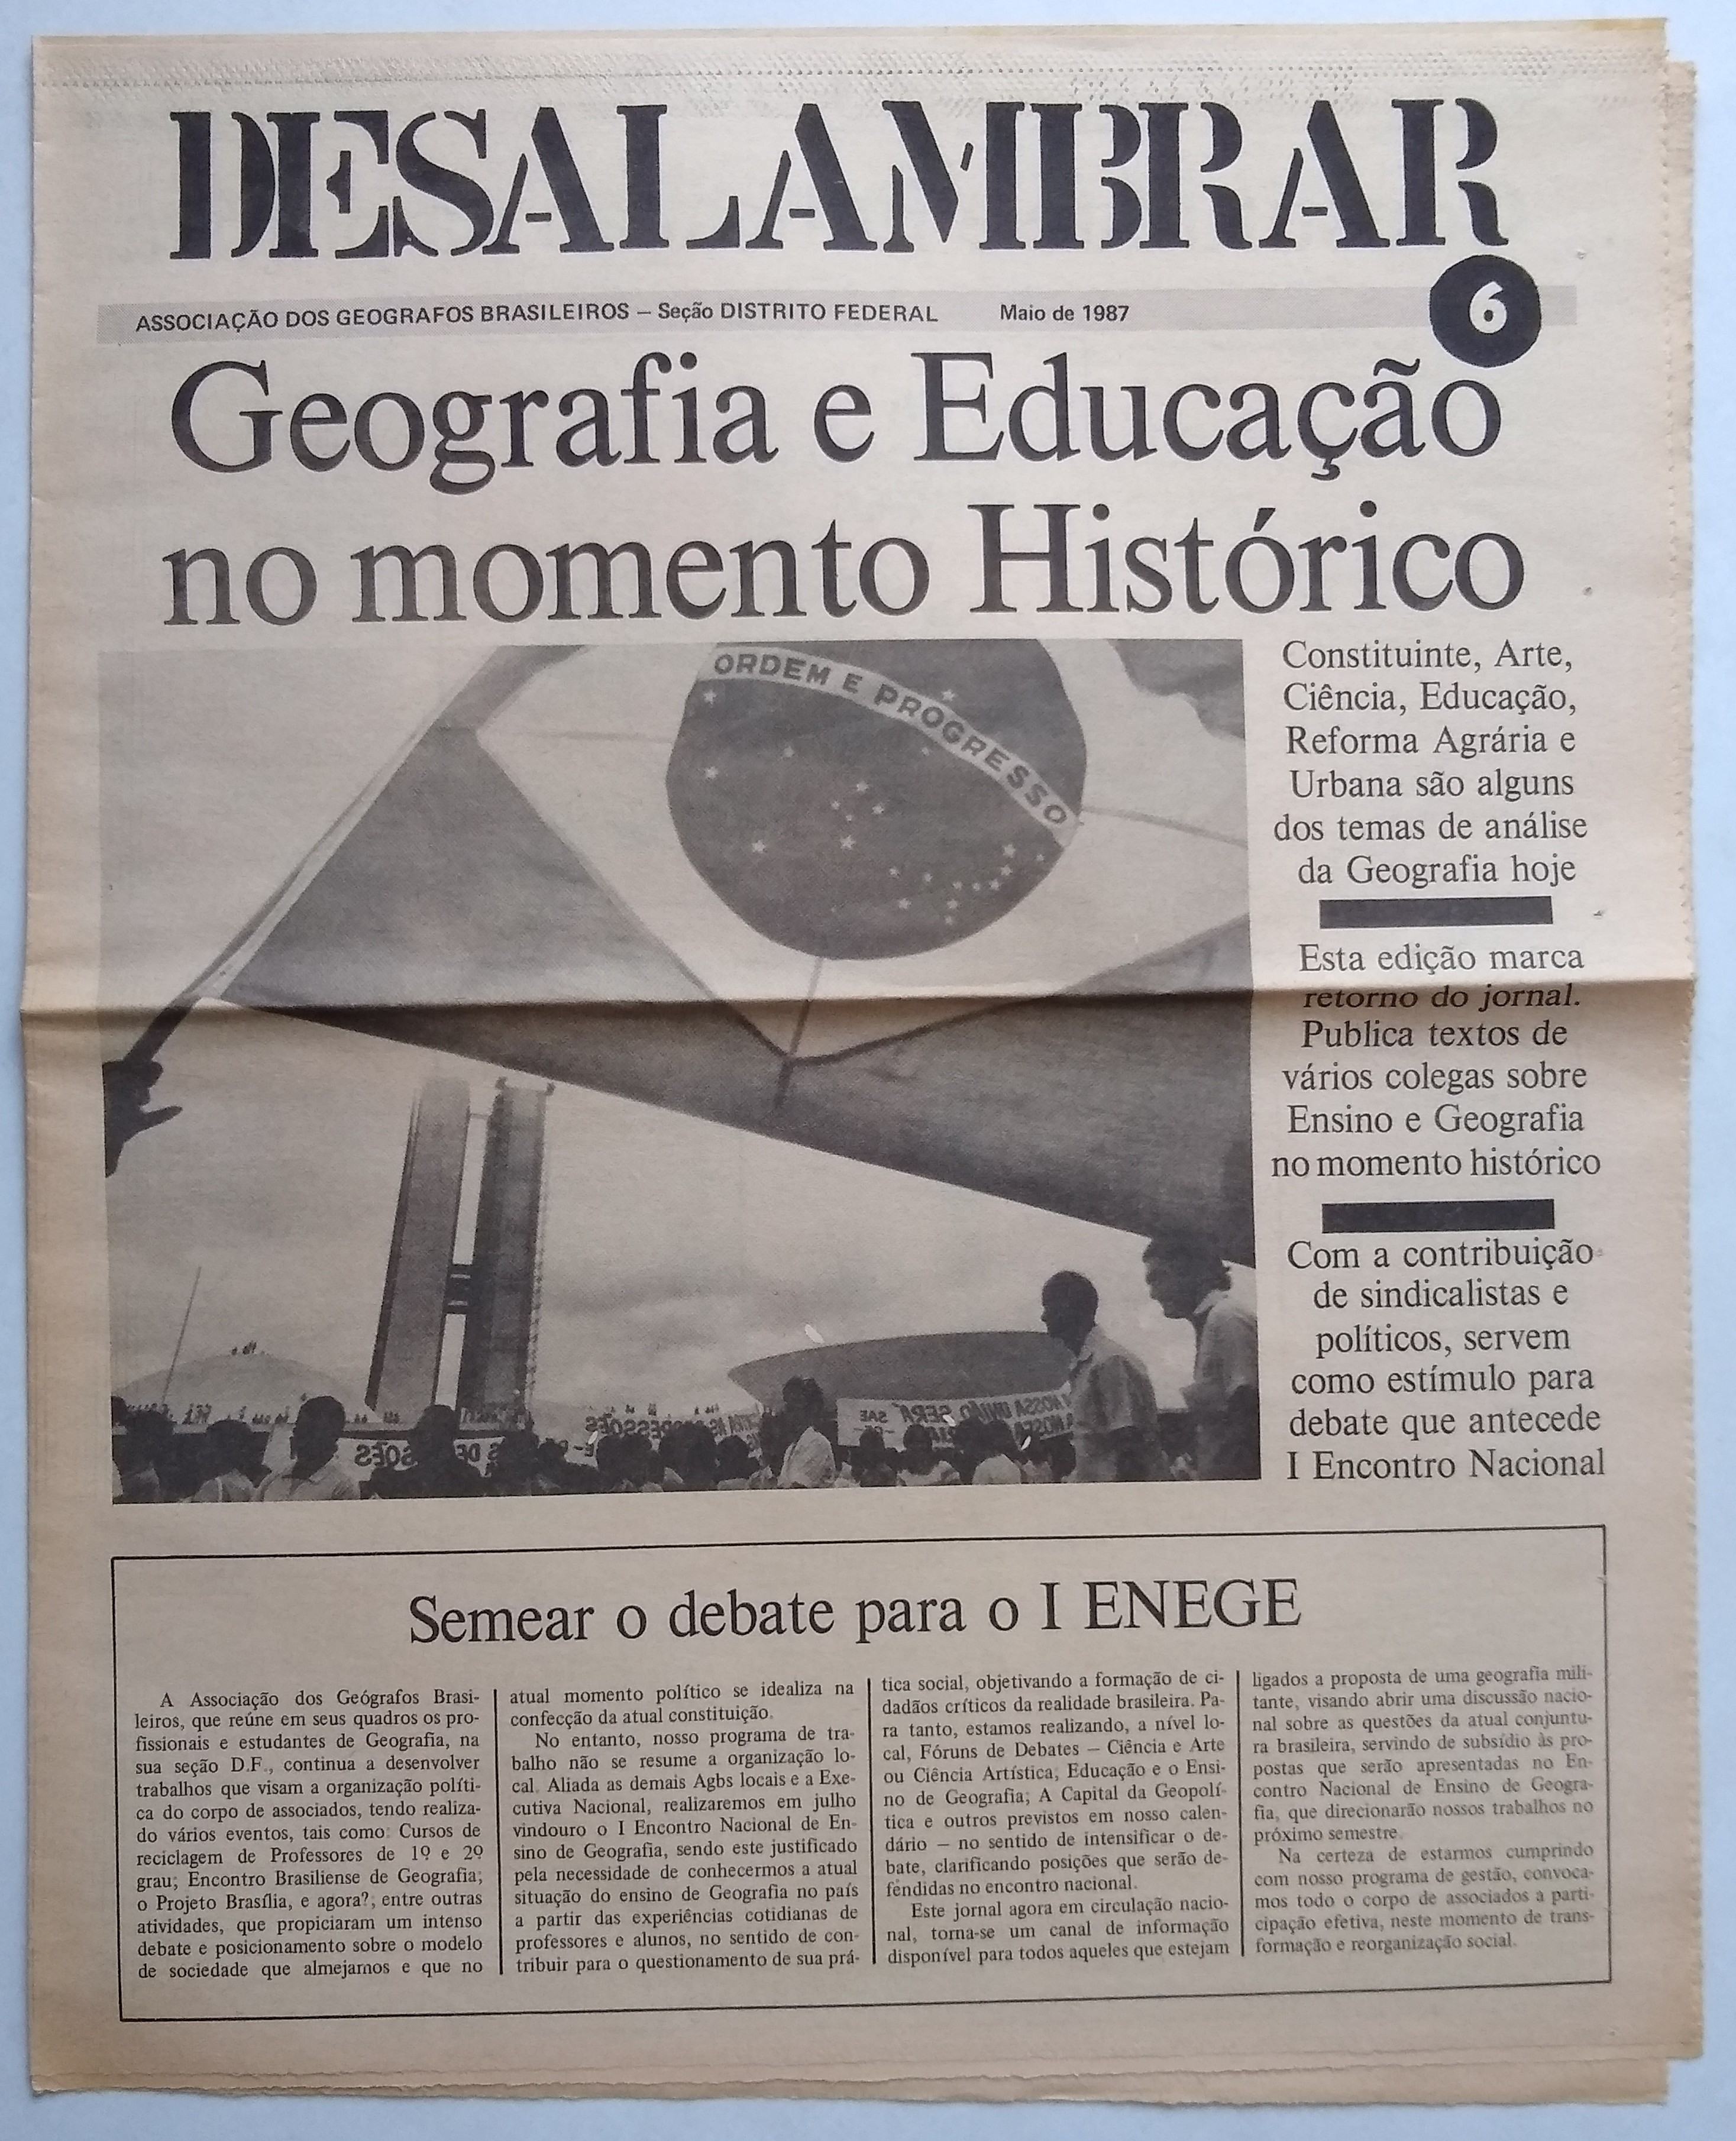 DESALAMBRAR
ASSOCIAÇÃO DOS GEOGRAFOS BRASILEIROS – Seção DISTRITO FEDERAL Maio de 1987
6
Geografia e Educação
no momento Histórico
ORDEM E PROGRESSO
Constituinte, Arte,
Ciência, Educação,
Reforma Agrária e
Urbana são alguns
dos temas de análise
da Geografia hoje
Esta edição marca
retorno do jornal.
Publica textos de
vários colegas sobre
Ensino e Geografia
no momento histórico
Com a contribuição
de sindicalistas e
políticos, servem
como estímulo para
debate que antecede
I Encontro Nacional
NOSSA UNIÃO SERÁ
SAE
Semear o debate para o I ENEGE
A Associação dos Geógrafos Brasi-
leiros, que reúne em seus quadros os pro-
fissionais e estudantes de Geografia, na
sua seção D.F., continua a desenvolver
trabalhos que visam a organização políti-
ca do corpo de associados, tendo realiza-
do vários eventos, tais como: Cursos de
reciclagem de Professores de 1º e 2º
grau; Encontro Brasiliense de Geografia;
o Projeto Brasília, e agora?; entre outras
atividades, que propiciaram um intenso
debate e posicionamento sobre o modelo
de sociedade que almejamos e que no
atual momento político se idealiza na
confecção da atual constituição.
No entanto, nosso programa de tra-
balho não se resume a organização lo-
cal. Aliada as demais Agbs locais e a Exe-
cutiva Nacional, realizaremos em julho
vindouro o I Encontro Nacional de En-
sino de Geografia, sendo este justificado
pela necessidade de conhecermos a atual
situação do ensino de Geografia no país
a partir das experiências cotidianas de
professores e alunos, no sentido de con-
tribuir para o questionamento de sua prá-
tica social, objetivando a formação de ci-
dadãos críticos da realidade brasileira. Pa-
ra tanto, estamos realizando, a nível lo-
cal, Fóruns de Debates – Ciência e Arte
ou Ciência Artística; Educação e o Ensi-
no de Geografia; A Capital da Geopolí-
tica e outros previstos em nosso calen-
dário – no sentido de intensificar o de-
bate, clarificando posições que serão de-
fendidas no encontro nacional.
Este jornal agora em circulação nacio-
nal, torna-se um canal de informação
disponível para todos aqueles que estejam
ligados a proposta de uma geografia mili-
tante, visando abrir uma discussão nacio-
nal sobre as questões da atual conjuntu-
ra brasileira, servindo de subsídio às pro-
postas que serão apresentadas no En-
contro Nacional de Ensino de Geogra-
fia, que direcionarão nossos trabalhos no
próximo semestre.
Na certeza de estarmos cumprindo
com nosso programa de gestão, convoca-
mos todo o corpo de associados a parti-
cipação efetiva, neste momento de trans-
formação e reorganização social.